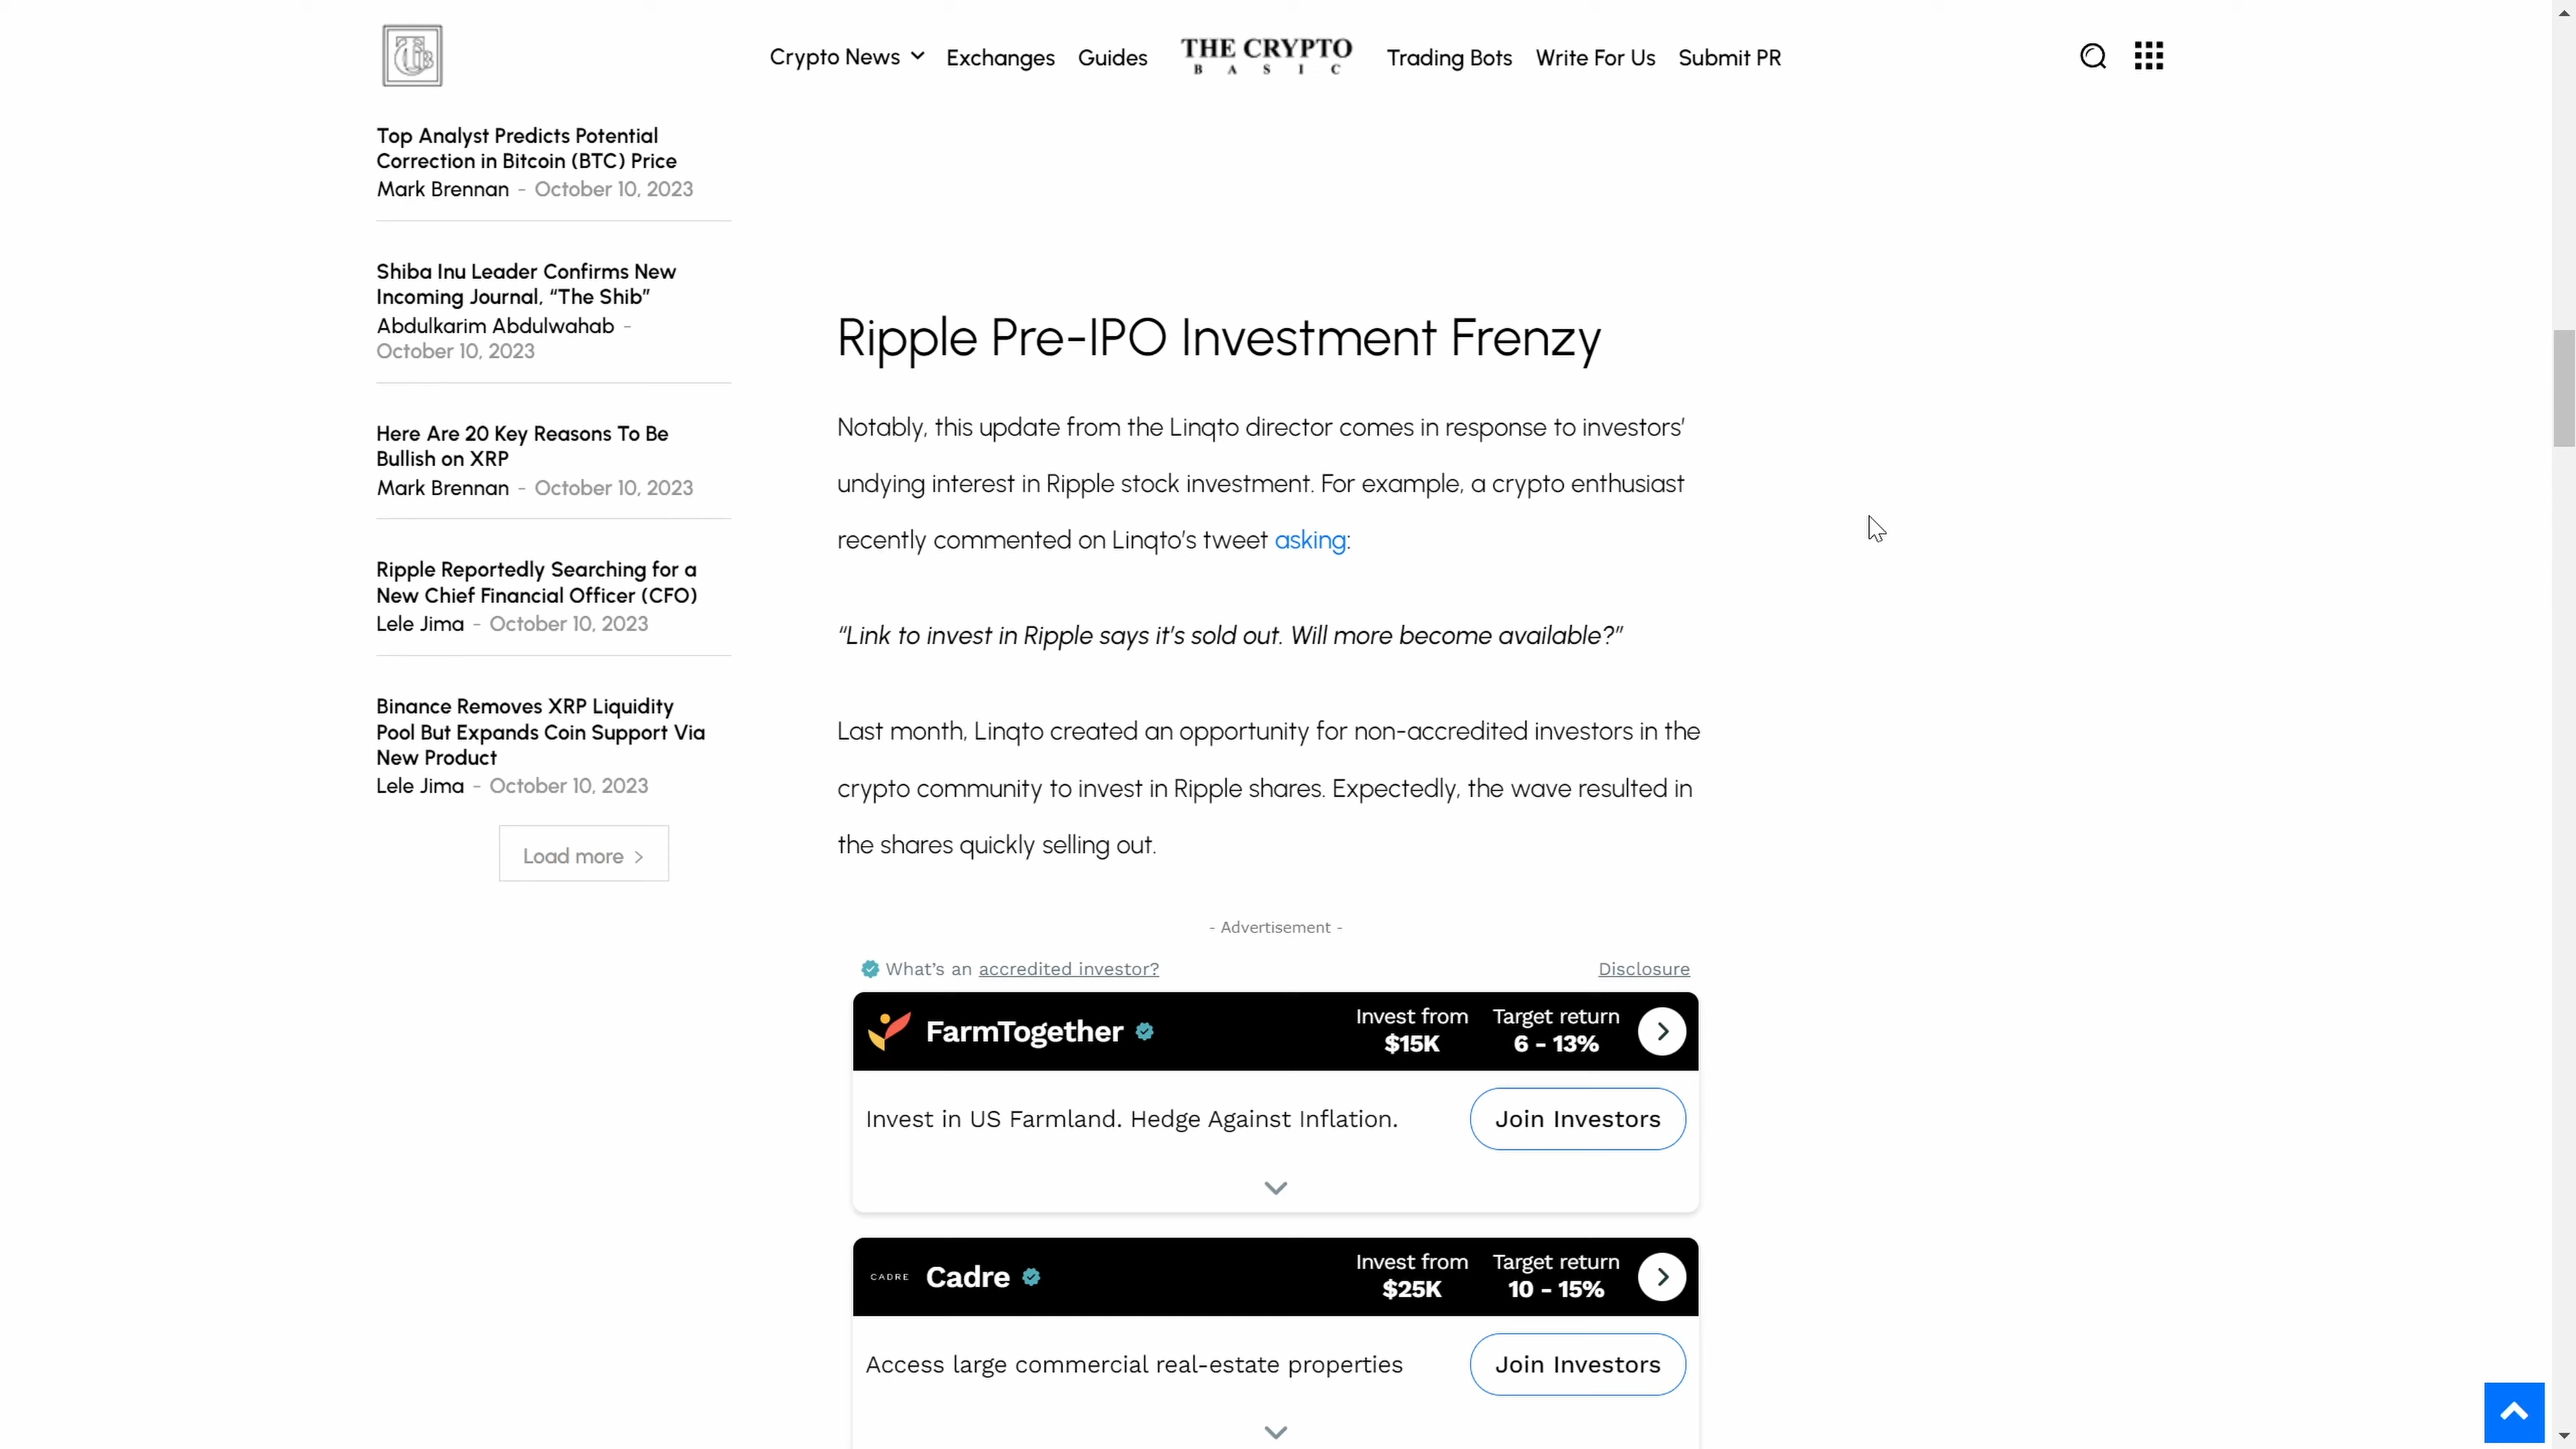 Crypto News
Exchanges
Guides
THE CRYPTO
BASIC
Trading Bots
Write For Us
Submit PR
Top Analyst Predicts Potential
Correction in Bitcoin (BTC) Price
Mark Brennan - October 10, 2023
Shiba Inu Leader Confirms New
Incoming Journal, “The Shib”
Abdulkarim Abdulwahab -
October 10, 2023
Here Are 20 Key Reasons To Be
Bullish on XRP
Mark Brennan - October 10, 2023
Ripple Reportedly Searching for a
New Chief Financial Officer (CFO)
Lele Jima - October 10, 2023
Binance Removes XRP Liquidity
Pool But Expands Coin Support Via
New Product
Lele Jima - October 10, 2023
Load more
Ripple Pre-IPO Investment Frenzy
Notably, this update from the Linqto director comes in response to investors’
undying interest in Ripple stock investment. For example, a crypto enthusiast
recently commented on Linqto’s tweet asking:
“Link to invest in Ripple says it’s sold out. Will more become available?”
Last month, Linqto created an opportunity for non-accredited investors in the
crypto community to invest in Ripple shares. Expectedly, the wave resulted in
the shares quickly selling out.
- Advertisement -
What’s an accredited investor?
Disclosure
FarmTogether
Invest from
$15K
Target return
6 - 13%
Invest in US Farmland. Hedge Against Inflation.
Join Investors
CADRE
Cadre
Invest from
$25K
Target return
10 - 15%
Access large commercial real-estate properties
Join Investors